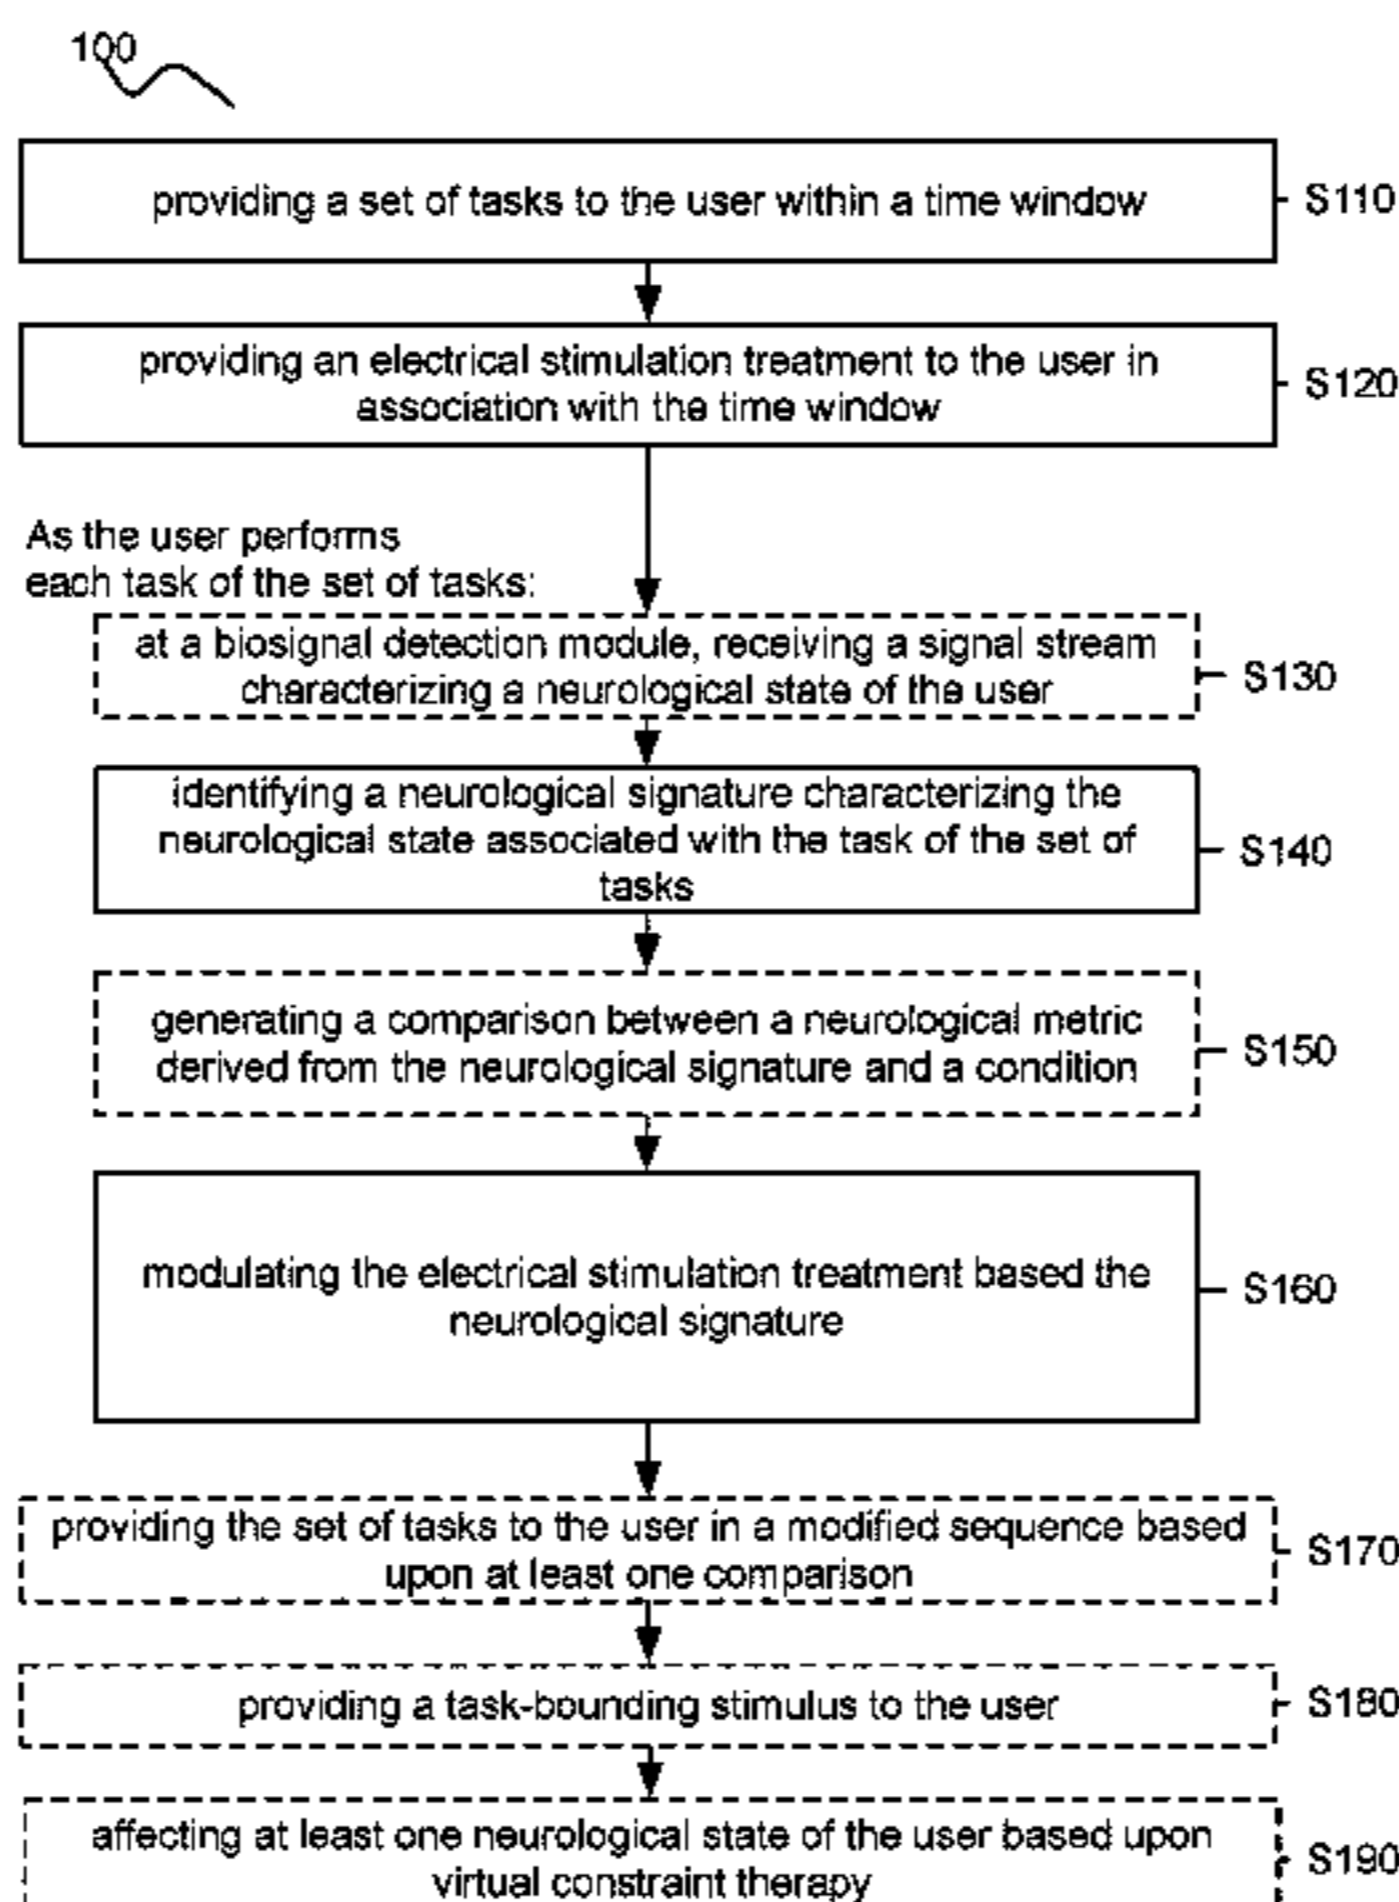 100
providing a set of tasks to the user within a time window
S110
providing an electrical stimulation treatment to the user in
association with the time window
S120
As the user performs
each task of the set of tasks:
at a biosignal detection module, receiving a signal stream
characterizing a neurological state of the user
S130
identifying a neurological signature characterizing the
neurological state associated with the task of the set of
tasks
S140
generating a comparison between a neurological metric
derived from the neurological signature and a condition
S150
modulating the electrical stimulation treatment based the
neurological signature
S160
providing the set of tasks to the user in a modified sequence based
upon at least one comparison
S170
providing a task-bounding stimulus to the user
S180
affecting at least one neurological state of the user based upon
virtual constraint therapy
S190